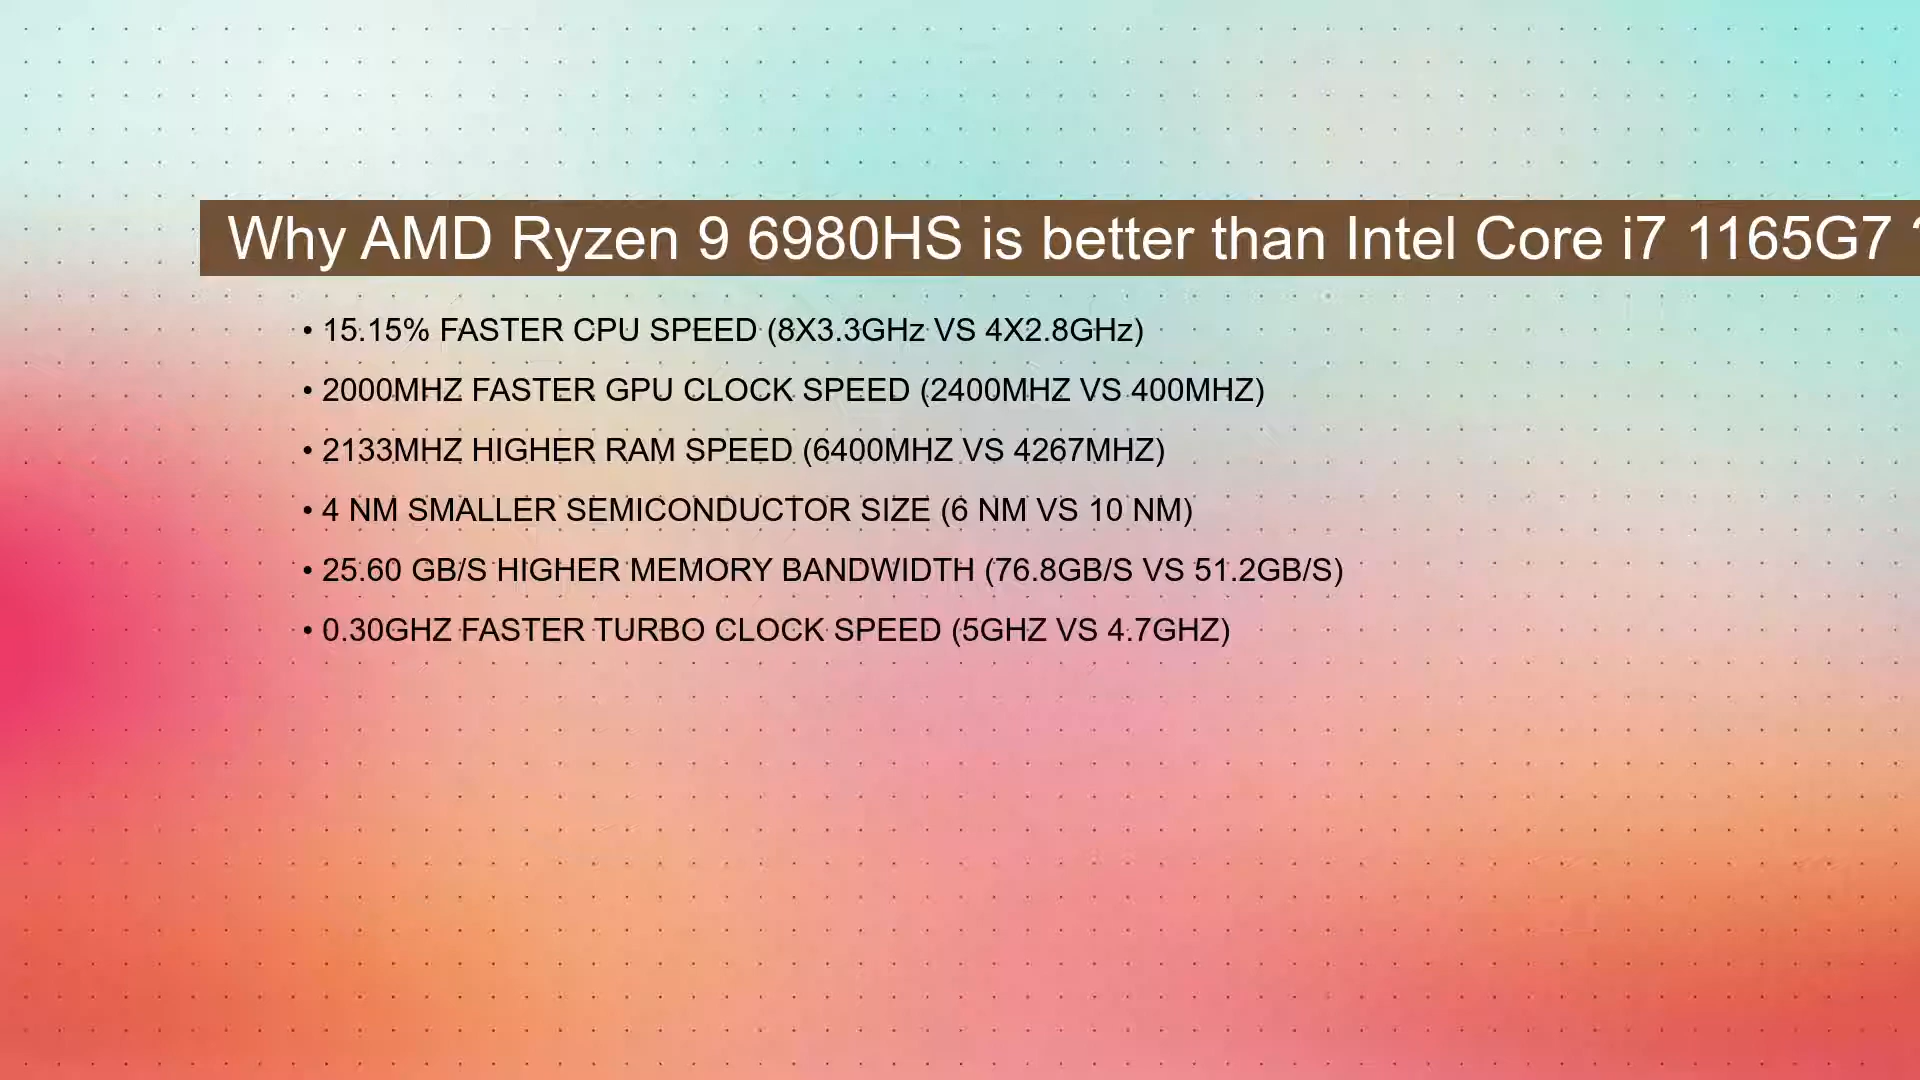 Why AMD Ryzen 9 6980HS is better than Intel Core i7 1165G7 ?
• 15.15% FASTER CPU SPEED (8X3.3GHz VS 4X2.8GHz)
• 2000MHZ FASTER GPU CLOCK SPEED (2400MHZ VS 400MHZ)
• 2133MHZ HIGHER RAM SPEED (6400MHZ VS 4267MHZ)
• 4 NM SMALLER SEMICONDUCTOR SIZE (6 NM VS 10 NM)
• 25.60 GB/S HIGHER MEMORY BANDWIDTH (76.8GB/S VS 51.2GB/S)
• 0.30GHZ FASTER TURBO CLOCK SPEED (5GHZ VS 4.7GHZ)